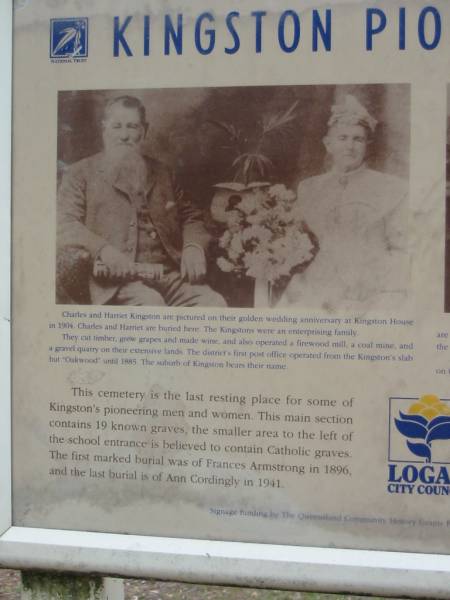 KINGSTON PIO
NATIONAL TRUST
Charles and Harriet Kingston are pictured on their golden wedding anniversary at Kingston House
in 1904. Charles and Harriet are buried here. The Kingstons were an enterprising family.
They cut timber, grew grapes and made wine, and also operated a firewood mill, a coal mine, and
a gravel quarry on their extensive lands. The district's first post office operated from the Kingston's slab
hut "Oakwood" until 1885. The suburb of Kingston bears their name.
are
the
on
This cemetery is the last resting place for some of
Kingston's pioneering men and women. This main section
contains 19 known graves, the smaller area to the left of
the school entrance is believed to contain Catholic graves.
The first marked burial was of Frances Armstrong in 1896,
and the last burial is of Ann Cordingly in 1941.
LOGA
CITY COUNC
Signage Funding by The Queensland Community History Grants P